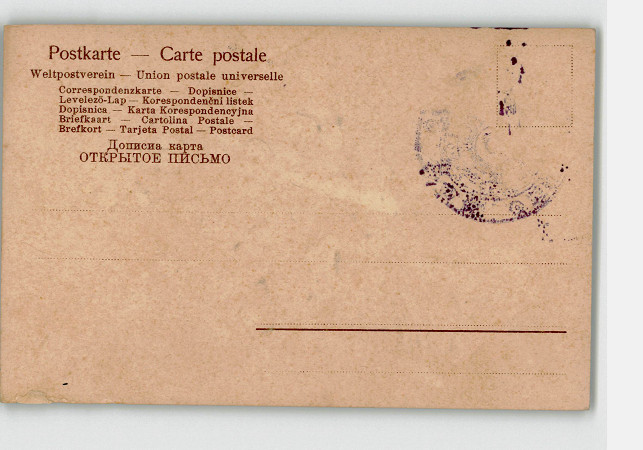 Postkarte — Carte postale
Weltpostverein — Union postale universelle
Correspondenzkarte — Dopisnice —
Levelező-Lap — Korespondenční listek
Dopisnica — Karta Korespondencyjna
Briefkaart — Cartolina Postale —
Brefkort — Tarjeta Postal — Postcard
Дописна карта
ОТКРЫТОЕ ПИСЬМО